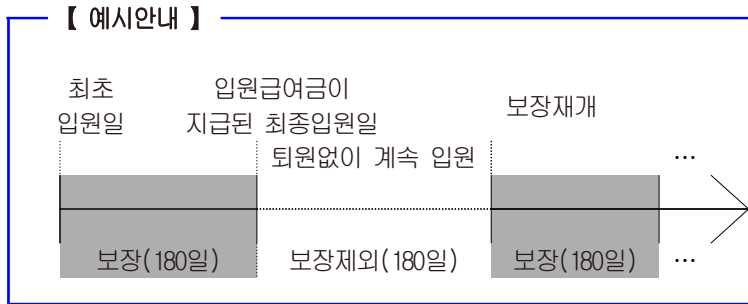 【 예시안내 】
최초
입원일
입원급여금이
지급된 최종입원일
퇴원없이 계속 입원
보장재개
…
보장(180일)
보장제외(180일)
보장(180일)
…